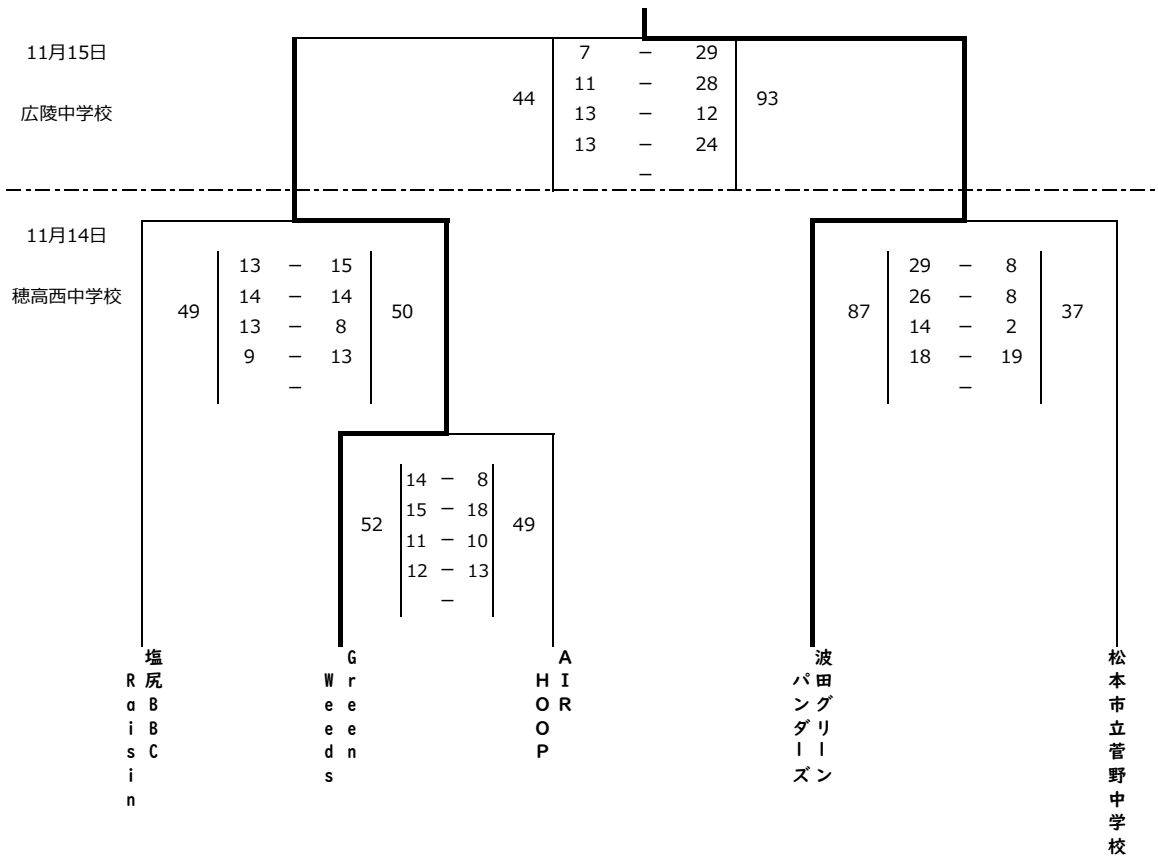 11月15日
広陵中学校
44
7 － 29
11 － 28
13 － 12
13 － 24
－
93
11月14日
穂高西中学校
49
13 － 15
14 － 14
13 － 8
9 － 13
－
50
87
29 － 8
26 － 8
14 － 2
18 － 19
－
37
52
14 － 8
15 － 18
11 － 10
12 － 13
－
49
塩尻BBC
Raisin
Green
Weeds
AIR
HOOP
波田グリーン
パンダーズ
松本市立菅野中学校